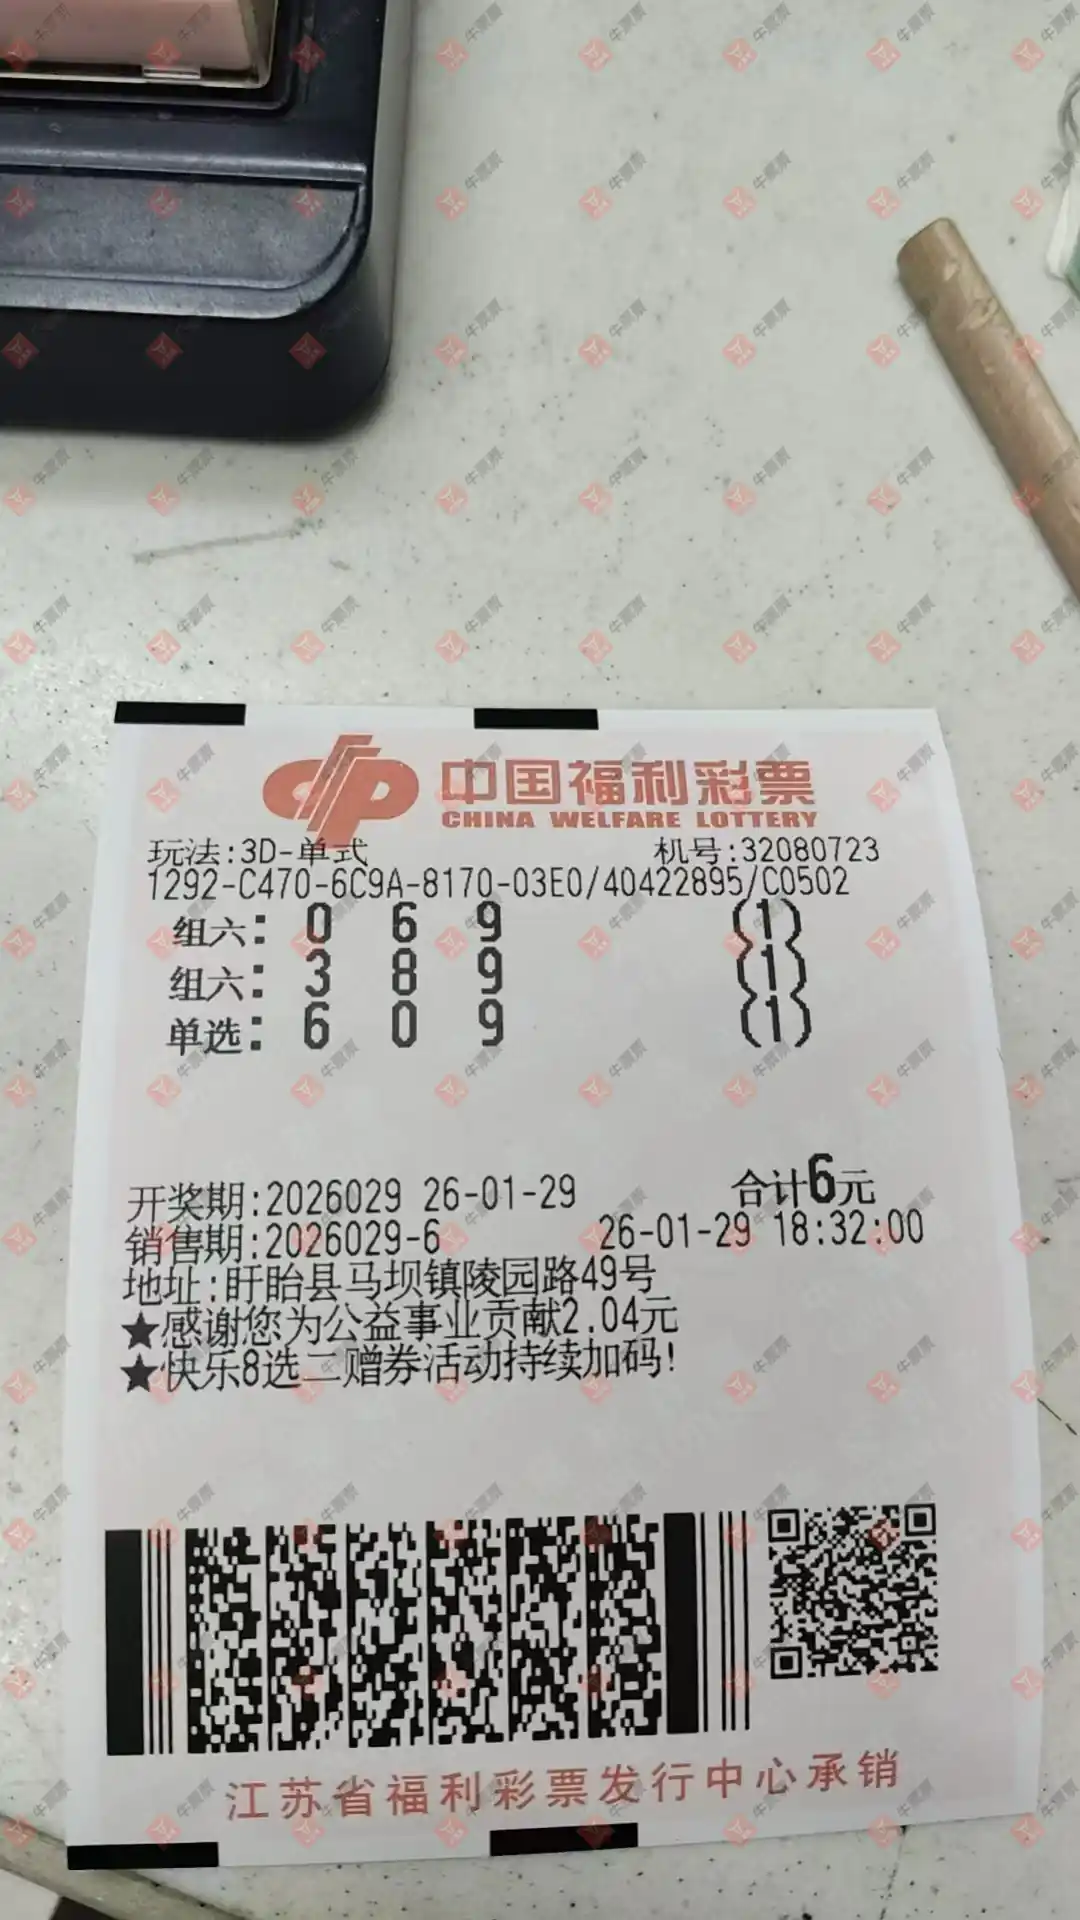 中国福利彩票
CHINA WELFARE LOTTERY
玩法:3D-单式 机号:32080723
1292-C470-6C9A-8170-03E0/40422895/C0502
组六: 0 6 9 (1)
组六: 3 8 9 (1)
单选: 6 0 9 (1)
开奖期:2026029 26-01-29 合计6元
销售期:2026029-6 26-01-29 18:32:00
地址:盱眙县马坝镇陵园路49号
★感谢您为公益事业贡献2.04元
★快乐8选二赠券活动持续加码!
江苏省福利彩票发行中心承销
牛票票